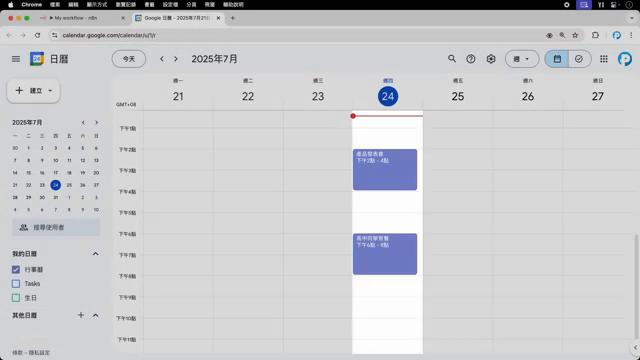 Chrome 檔案 編輯 顯示方式 瀏覽記錄 書籤 設定檔 分頁 視窗 輔助說明
My workflow - n8n
Google 日曆 - 2025年7月21日
calendar.google.com/calendar/u/1/r
日曆
今天
2025年7月
週
建立
2025年7月
一 二 三 四 五 六 日
30 1 2 3 4 5 6
7 8 9 10 11 12 13
14 15 16 17 18 19 20
21 22 23 24 25 26 27
28 29 30 31 1 2 3
4 5 6 7 8 9 10
搜尋使用者
我的日曆
行事曆
Tasks
生日
其他日曆
條款 – 隱私設定
GMT+08
週一 週二 週三 週四 週五 週六 週日
21 22 23 24 25 26 27
下午1點
下午2點
下午3點
下午4點
下午5點
下午6點
下午7點
下午8點
下午9點
下午10點
下午11點
產品發表會
下午2點 - 4點
高中同學聚餐
下午6點 - 8點